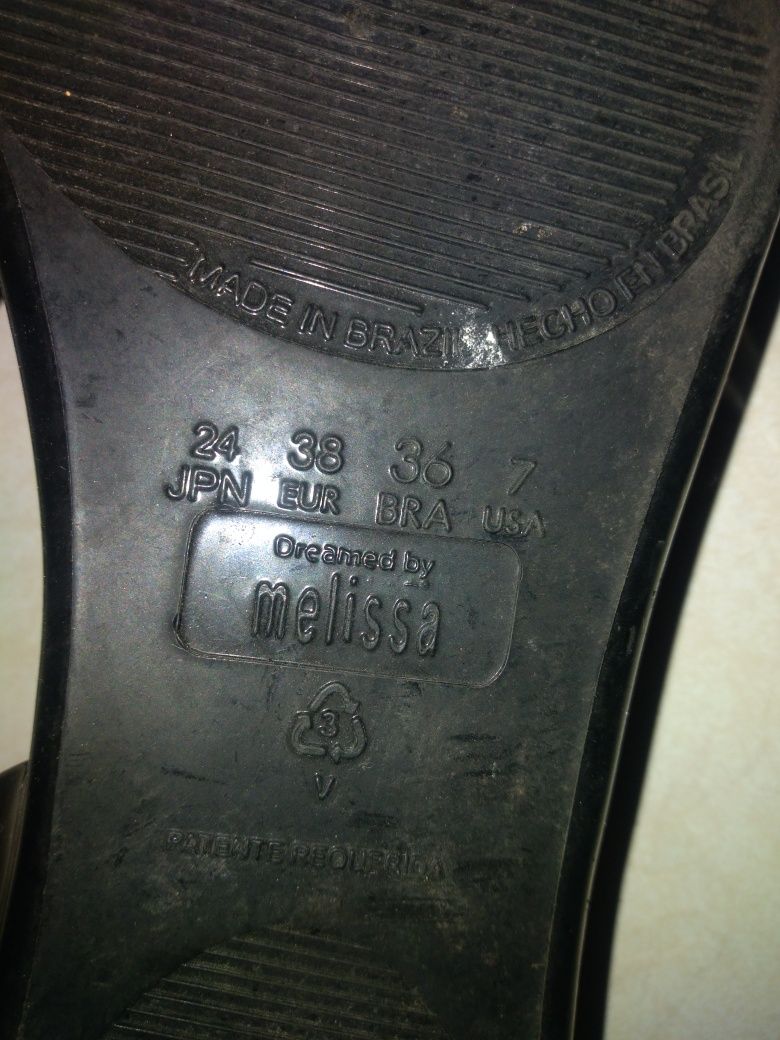 MADE IN BRAZIL HECHO EN BRASIL
24 38 36 7
JPN EUR BRA USA
Dreamed by
melissa
3
V
PATENTE REQUERIDA